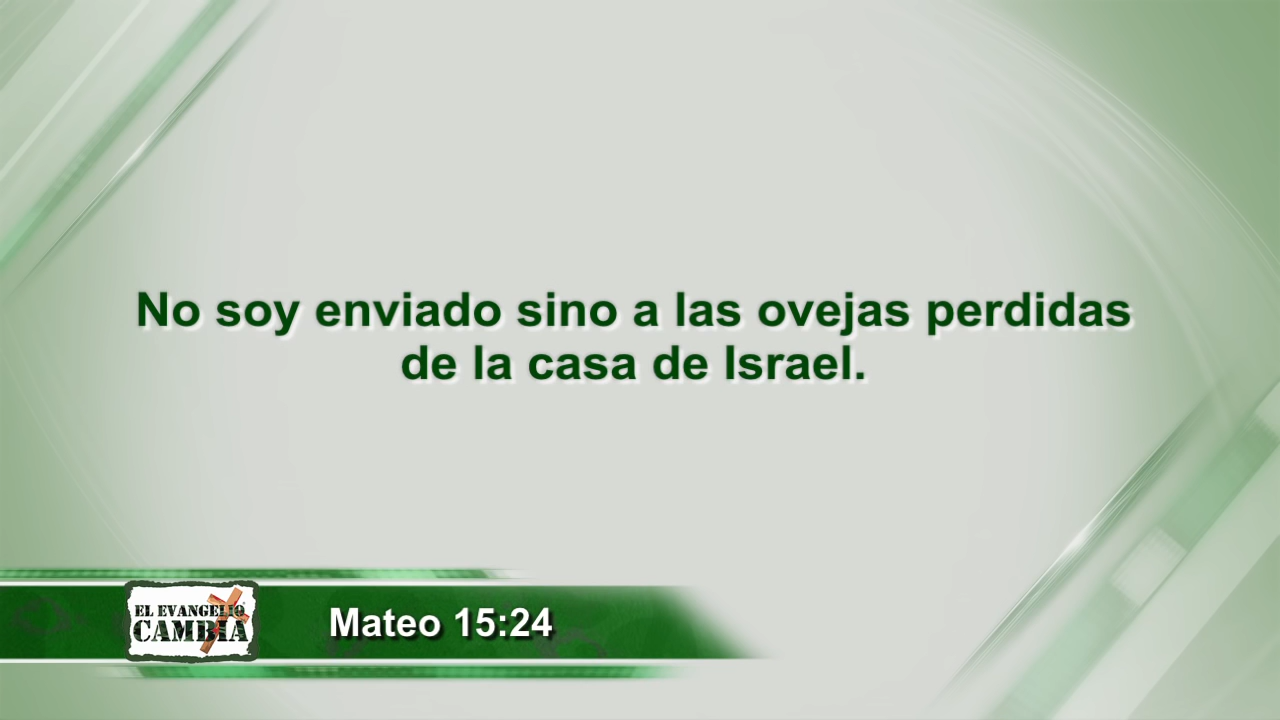 No soy enviado sino a las ovejas perdidas
de la casa de Israel.
EL EVANGELIO
CAMBIA
Mateo 15:24